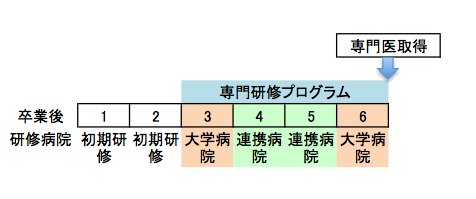 専門医取得
専門研修プログラム
卒業後 1 2 3 4 5 6
研修病院 初期研 初期研 大学病 連携病 連携病 大学病
修 修 院 院 院 院